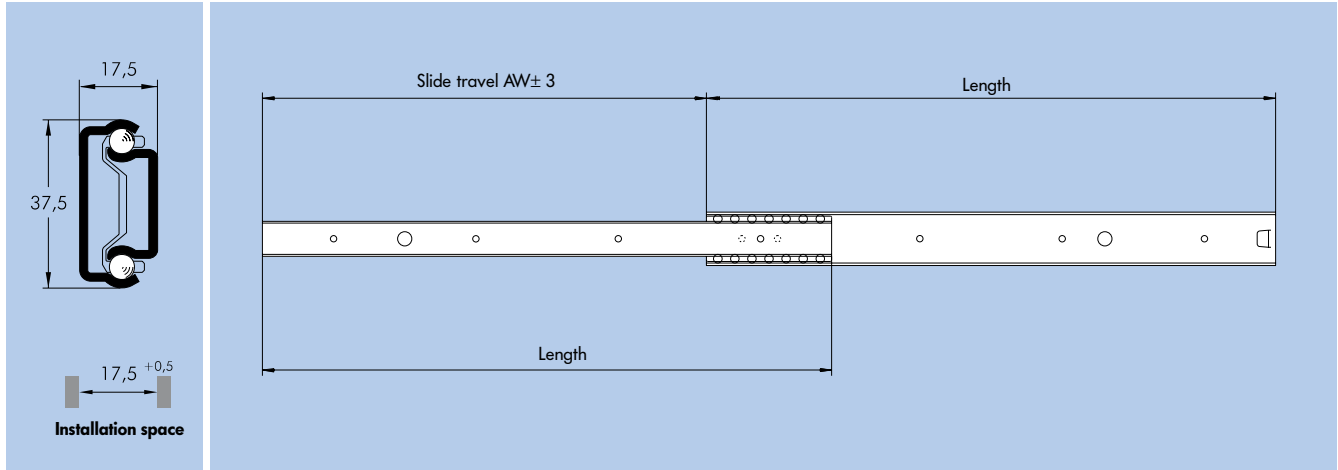 17,5
37,5
17,5 +0,5
Installation space
Slide travel AW± 3
Length
Length